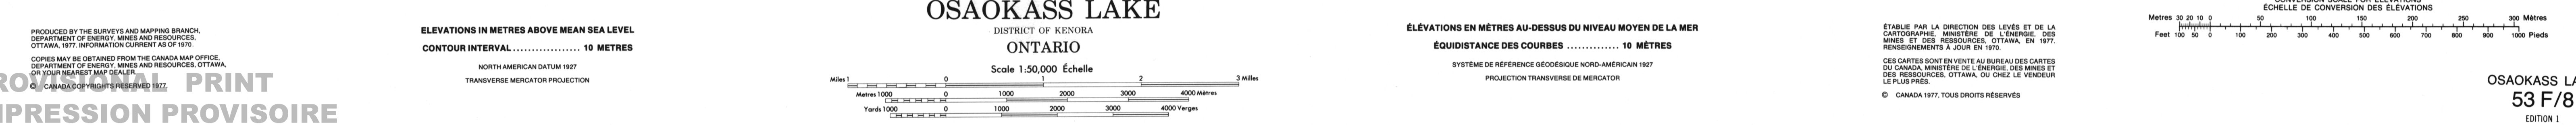 PRODUCED BY THE SURVEYS AND MAPPING BRANCH,
DEPARTMENT OF ENERGY, MINES AND RESOURCES,
OTTAWA, 1977. INFORMATION CURRENT AS OF 1970.
COPIES MAY BE OBTAINED FROM THE CANADA MAP OFFICE,
DEPARTMENT OF ENERGY, MINES AND RESOURCES, OTTAWA,
OR YOUR NEAREST MAP DEALER.
© CANADA COPYRIGHTS RESERVED 1977.
ROVISIONAL PRINT
MPRESSION PROVISOIRE
ELEVATIONS IN METRES ABOVE MEAN SEA LEVEL
CONTOUR INTERVAL.................. 10 METRES
NORTH AMERICAN DATUM 1927
TRANSVERSE MERCATOR PROJECTION
OSAOKASS LAKE
DISTRICT OF KENORA
ONTARIO
Scale 1:50,000 Échelle
Miles 1 0 1 2 3 Milles
Metres 1000 0 1000 2000 3000 4000 Mètres
Yards 1000 0 1000 2000 3000 4000 Verges
ÉLÉVATIONS EN MÈTRES AU-DESSUS DU NIVEAU MOYEN DE LA MER
ÉQUIDISTANCE DES COURBES .............. 10 MÈTRES
SYSTÈME DE RÉFÉRENCE GÉODÉSIQUE NORD-AMÉRICAIN 1927
PROJECTION TRANSVERSE DE MERCATOR
ÉTABLIE PAR LA DIRECTION DES LEVÉS ET DE LA
CARTOGRAPHIE, MINISTÈRE DE L'ÉNERGIE, DES
MINES ET DES RESSOURCES, OTTAWA, EN 1977.
RENSEIGNEMENTS À JOUR EN 1970.
CES CARTES SONT EN VENTE AU BUREAU DES CARTES
DU CANADA, MINISTÈRE DE L'ÉNERGIE, DES MINES ET
DES RESSOURCES, OTTAWA, OU CHEZ LE VENDEUR
LE PLUS PRÈS.
© CANADA 1977, TOUS DROITS RÉSERVÉS
CONVERSION SCALE FOR ELEVATIONS
ÉCHELLE DE CONVERSION DES ÉLÉVATIONS
Metres 30 20 10 0 50 100 150 200 250 300 Mètres
Feet 100 50 0 100 200 300 400 500 600 700 800 900 1000 Pieds
OSAOKASS LA
53 F/8
EDITION 1